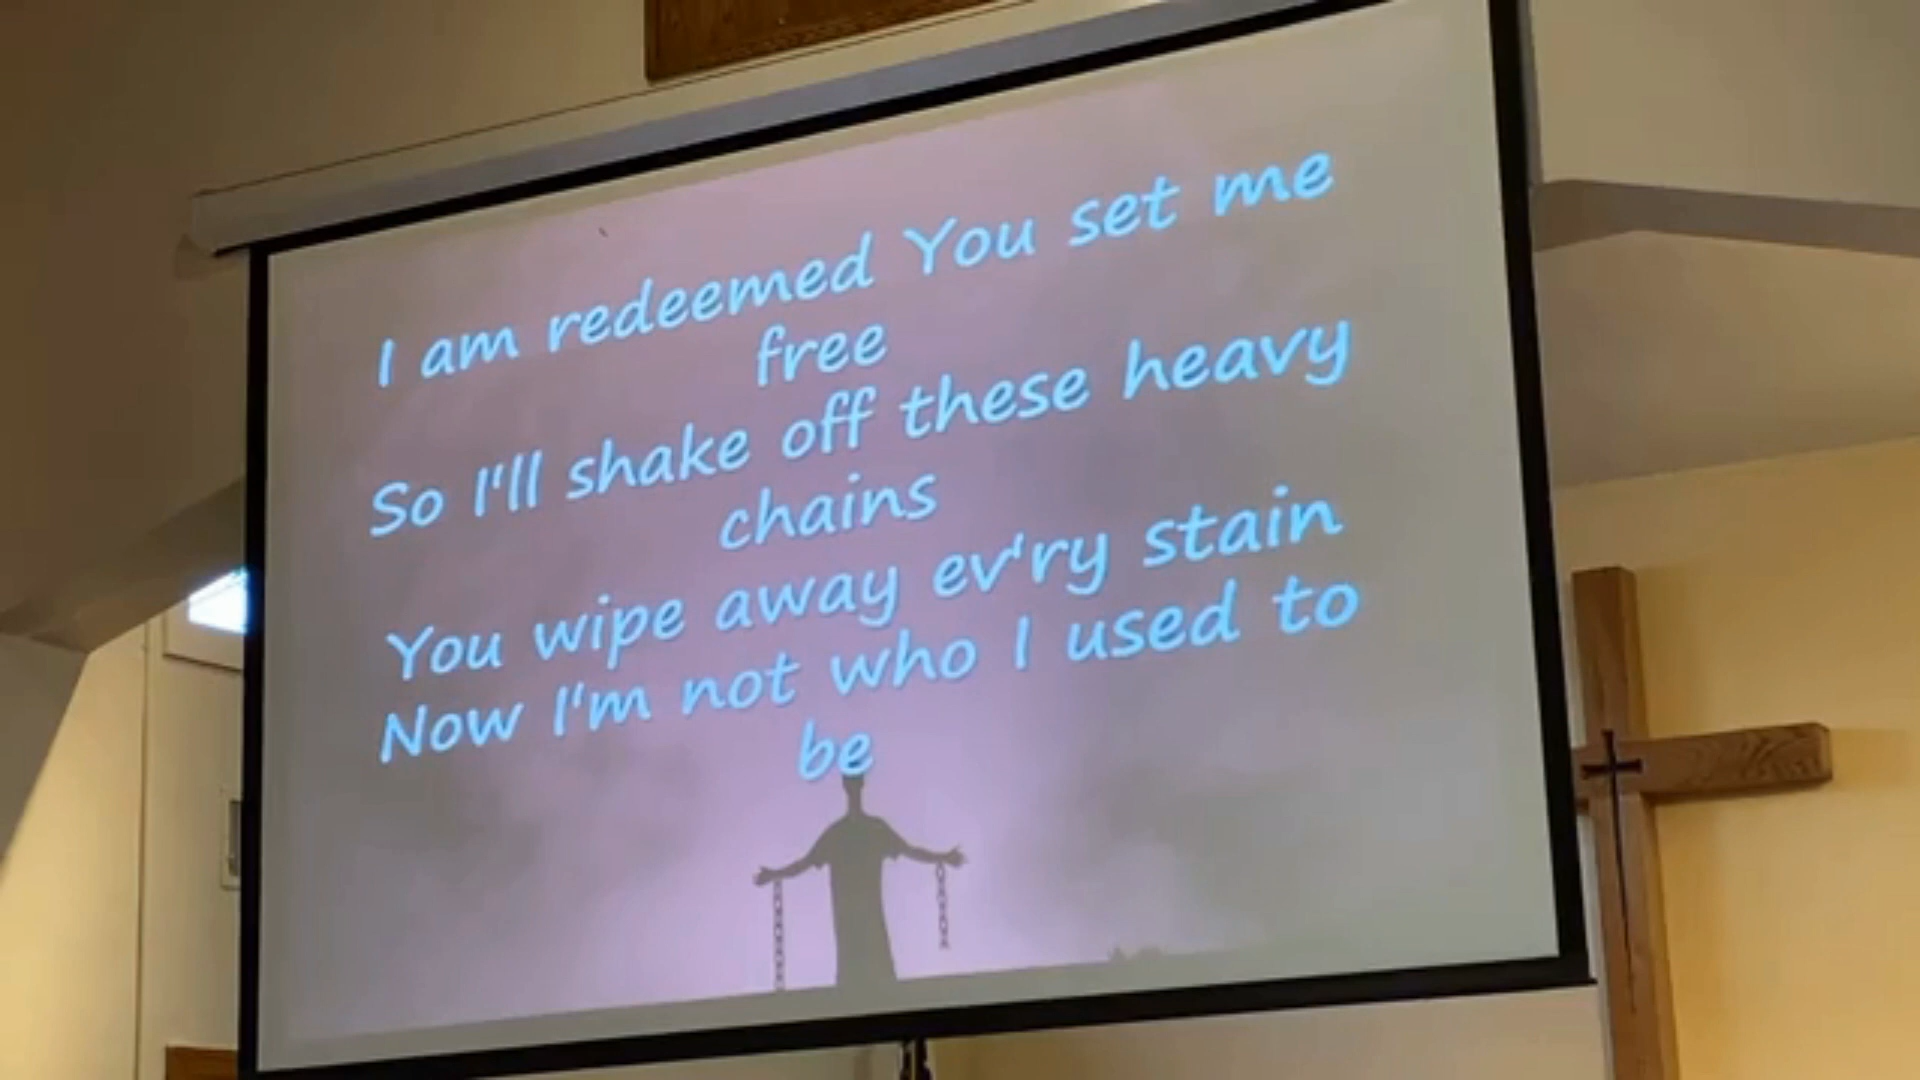 I am redeemed You set me
free
So I'll shake off these heavy
chains
You wipe away ev'ry stain
Now I'm not who I used to
be